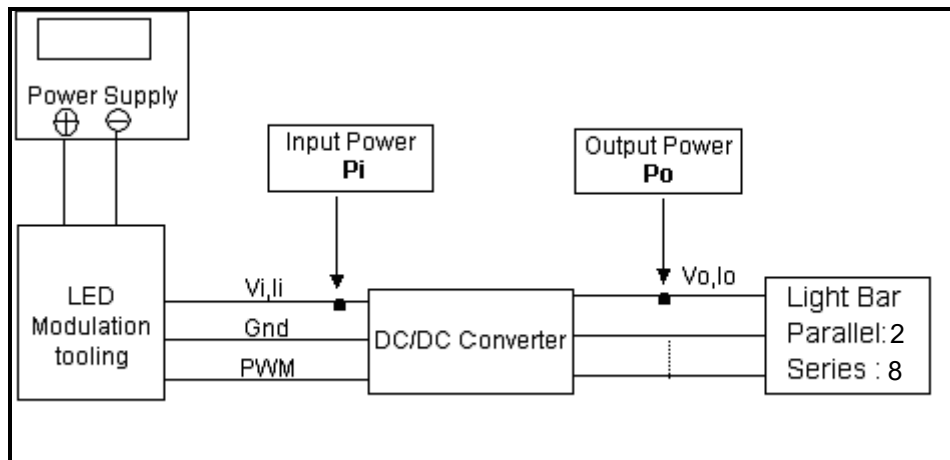 Power Supply
Input Power
Pi
Output Power
Po
Vi,Ii
Gnd
PWM
LED
Modulation
tooling
DC/DC Converter
Vo,Io
Light Bar
Parallel:2
Series : 8